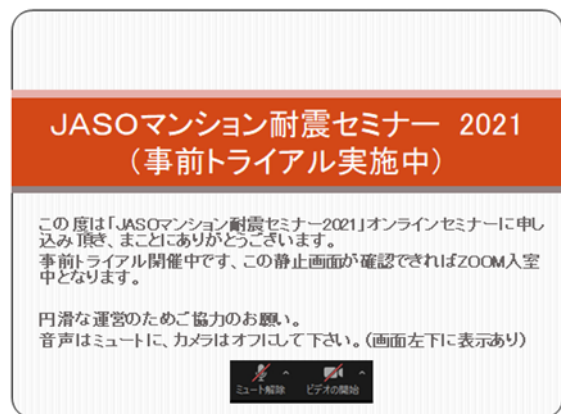 JASOマンション耐震セミナー 2021
（事前トライアル実施中）
この度は「JASOマンション耐震セミナー2021」オンラインセミナーに申し
込み頂き、まことにありがとうございます。
事前トライアル開催中です、この静止画面が確認できればZOOM入室
中となります。
円滑な運営のためご協力のお願い。
音声はミュートに、カメラはオフにして下さい。（画面左下に表示あり）
ミュート解除 ビデオの開始